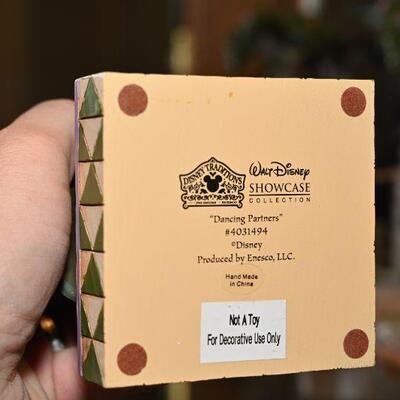 DISNEY TRADITIONS
WALT DISNEY
SHOWCASE
COLLECTION
"Dancing Partners"
#4031494
©Disney
Produced by Enesco, LLC.
Hand Made
in China
Not A Toy
For Decorative Use Only